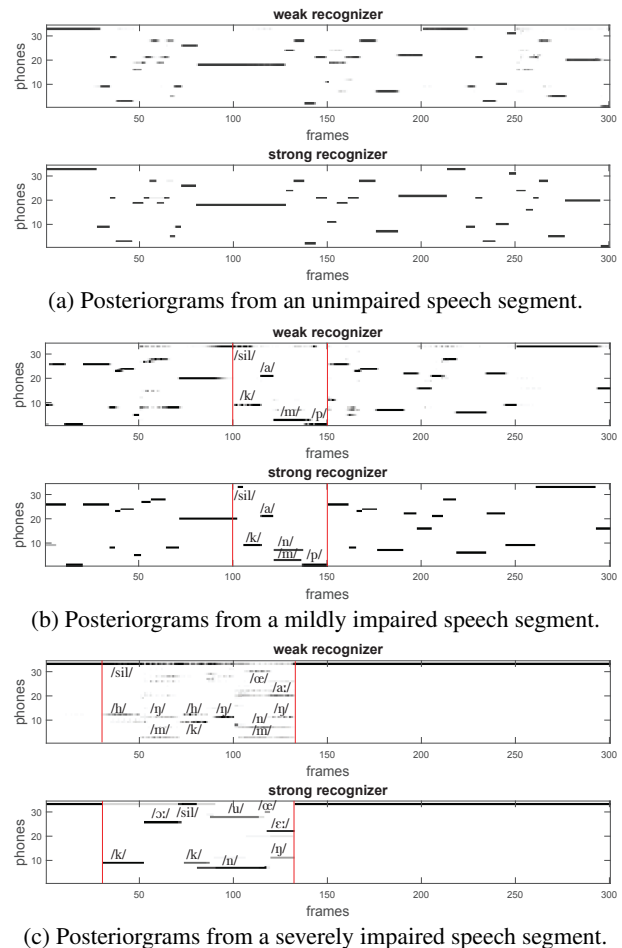 weak recognizer
phones
30
20
10
50 100 150 200 250 300
frames
strong recognizer
phones
30
20
10
50 100 150 200 250 300
frames
(a) Posteriorgrams from an unimpaired speech segment.
weak recognizer
phones
30
20
10
/sil/
/a/
/k/
/m/ /p/
50 100 150 200 250 300
frames
strong recognizer
phones
30
20
10
/sil/
/a/
/k/ /n/
/m/ /p/
50 100 150 200 250 300
frames
(b) Posteriorgrams from a mildly impaired speech segment.
weak recognizer
phones
30
20
10
/sil/ /œ/
/aː/
/h/ /ŋ/ /h/ /ŋ/ /ŋ/
/n/
/m/ /k/ /m/
50 100 150 200 250 300
frames
strong recognizer
phones
30
20
10
/ɔː/ /sil/ /u/ /œ/
/ɛː/
/k/ /k/ /n/ /ŋ/
50 100 150 200 250 300
frames
(c) Posteriorgrams from a severely impaired speech segment.